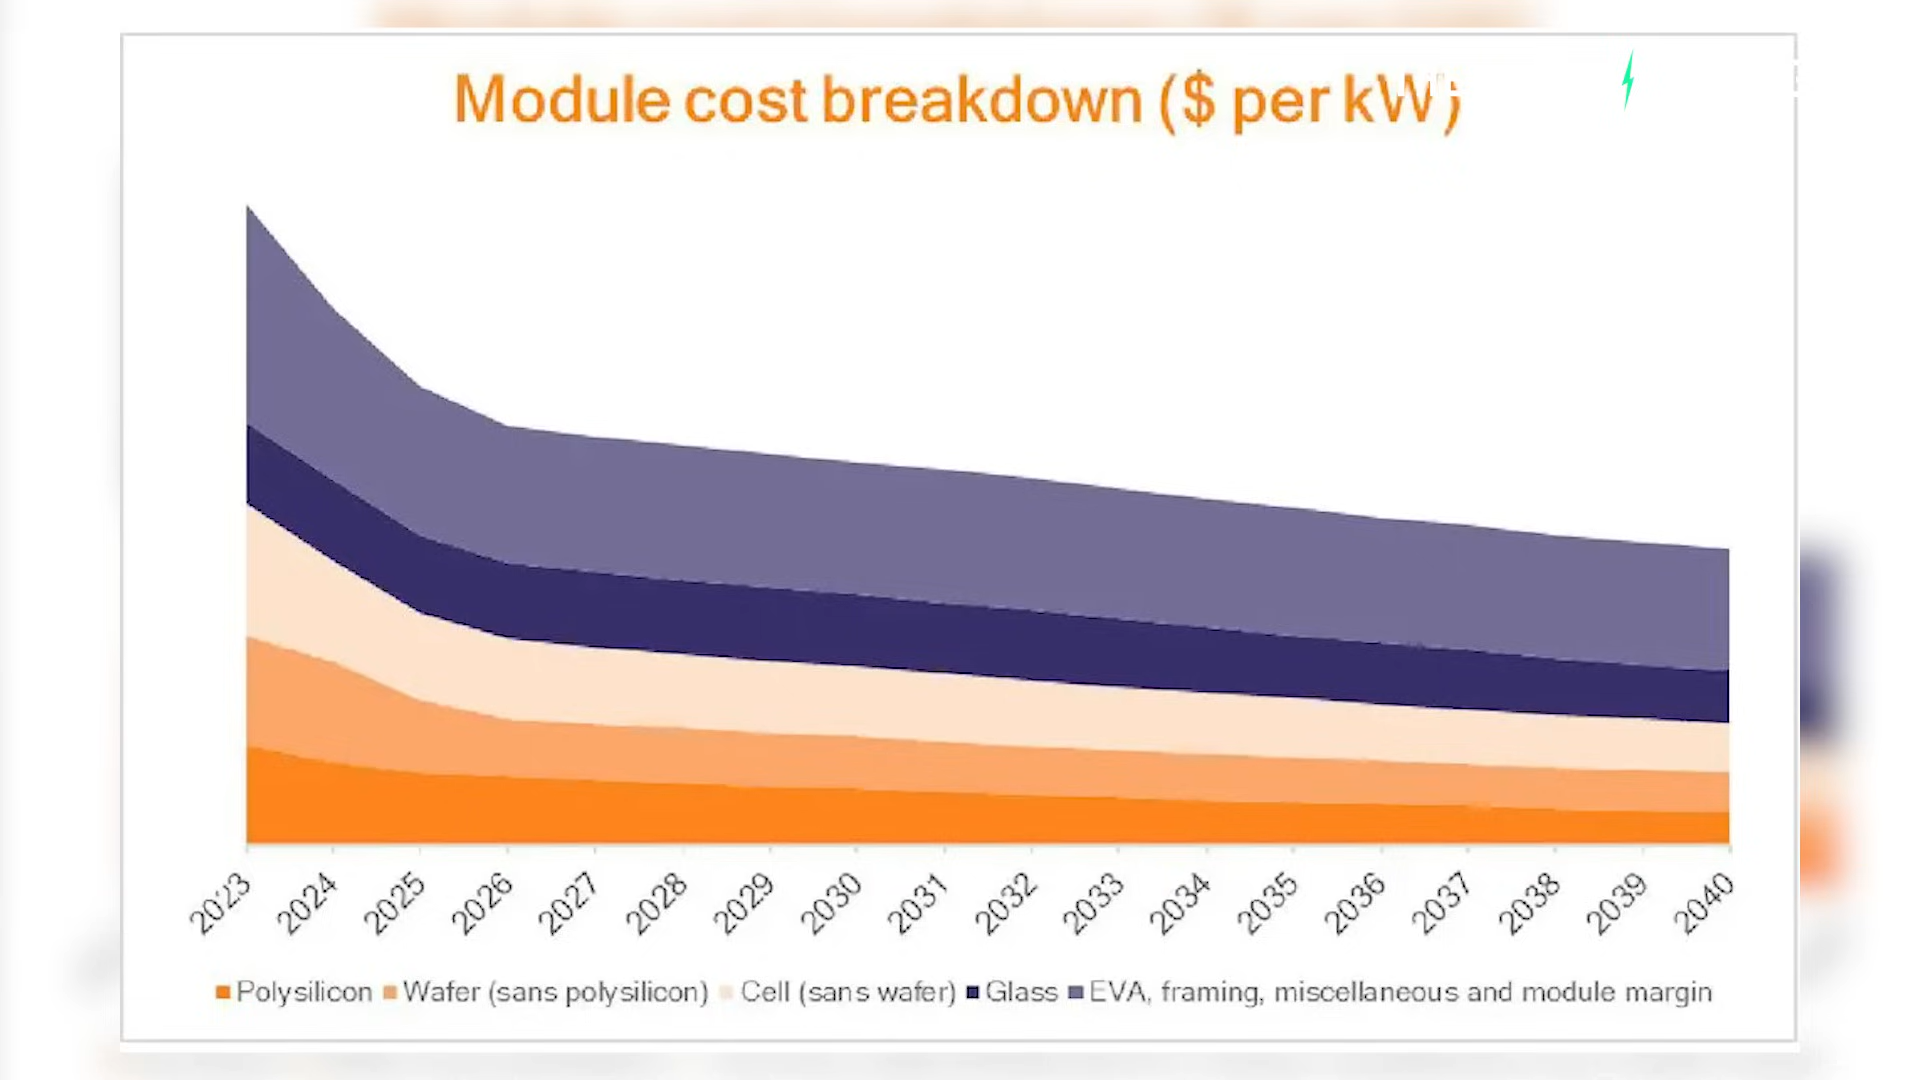 Module cost breakdown ($ per kW)
2023 2024 2025 2026 2027 2028 2029 2030 2031 2032 2033 2034 2035 2036 2037 2038 2039 2040
Polysilicon Wafer (sans polysilicon) Cell (sans wafer) Glass EVA, framing, miscellaneous and module margin